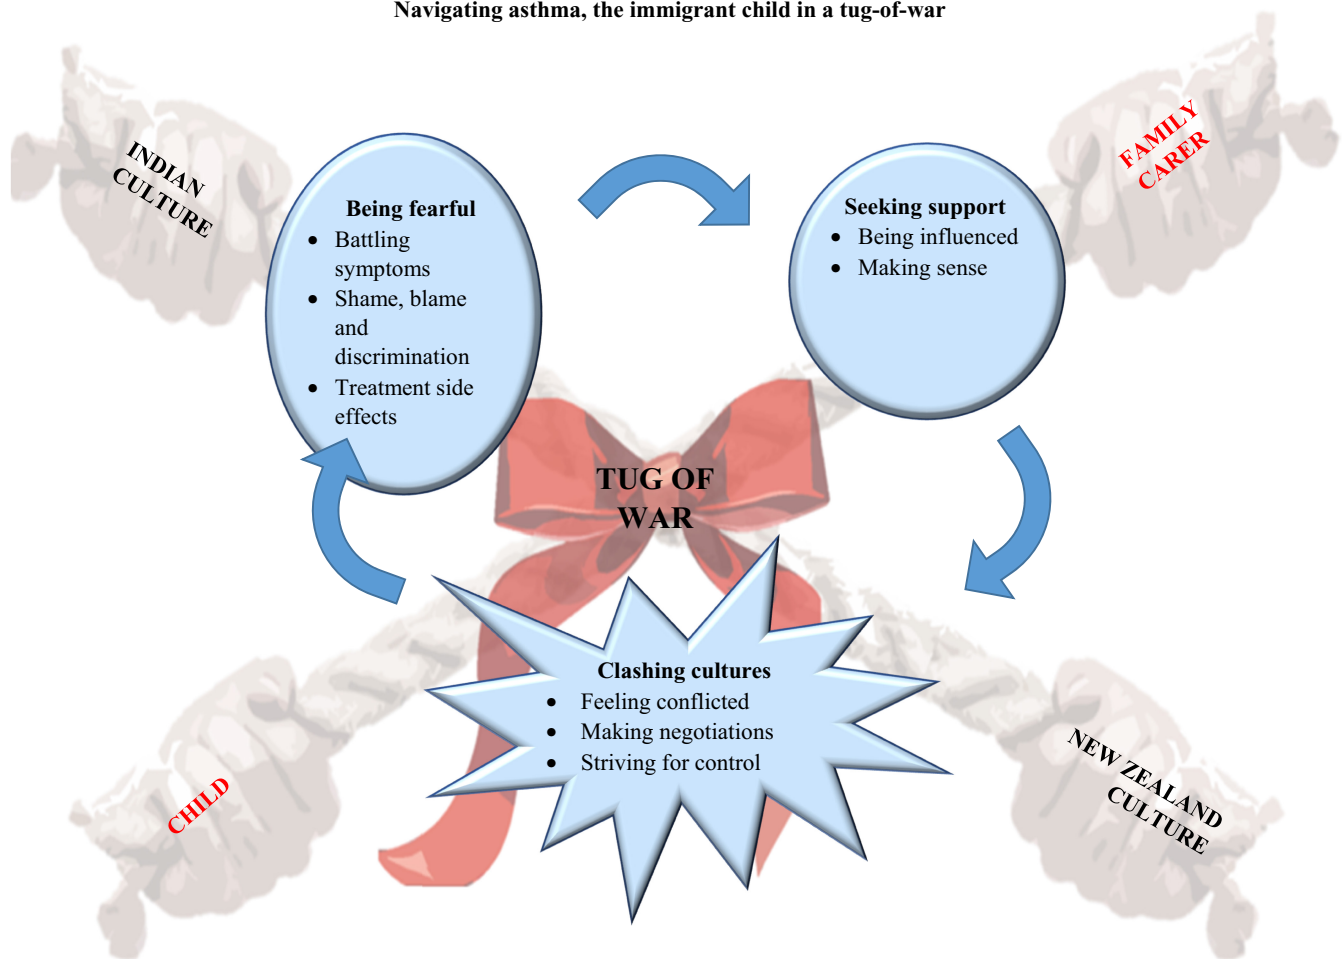 Navigating asthma, the immigrant child in a tug-of-war
INDIAN
CULTURE
FAMILY
CARER
Being fearful
• Battling
symptoms
• Shame, blame
and
discrimination
• Treatment side
effects
Seeking support
• Being influenced
• Making sense
TUG OF
WAR
Clashing cultures
• Feeling conflicted
• Making negotiations
• Striving for control
CHILD
NEW ZEALAND
CULTURE